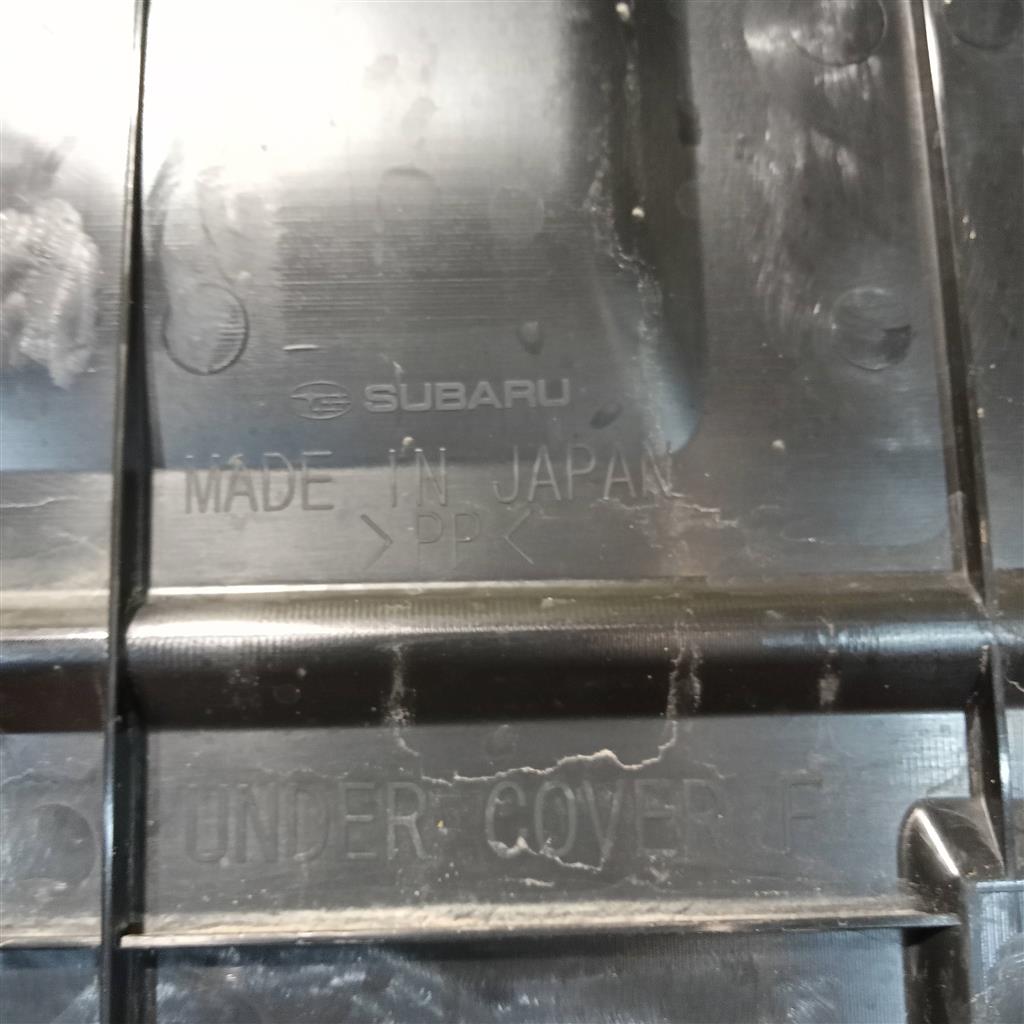 SUBARU
MADE IN JAPAN
>PP<
UNDER COVER F